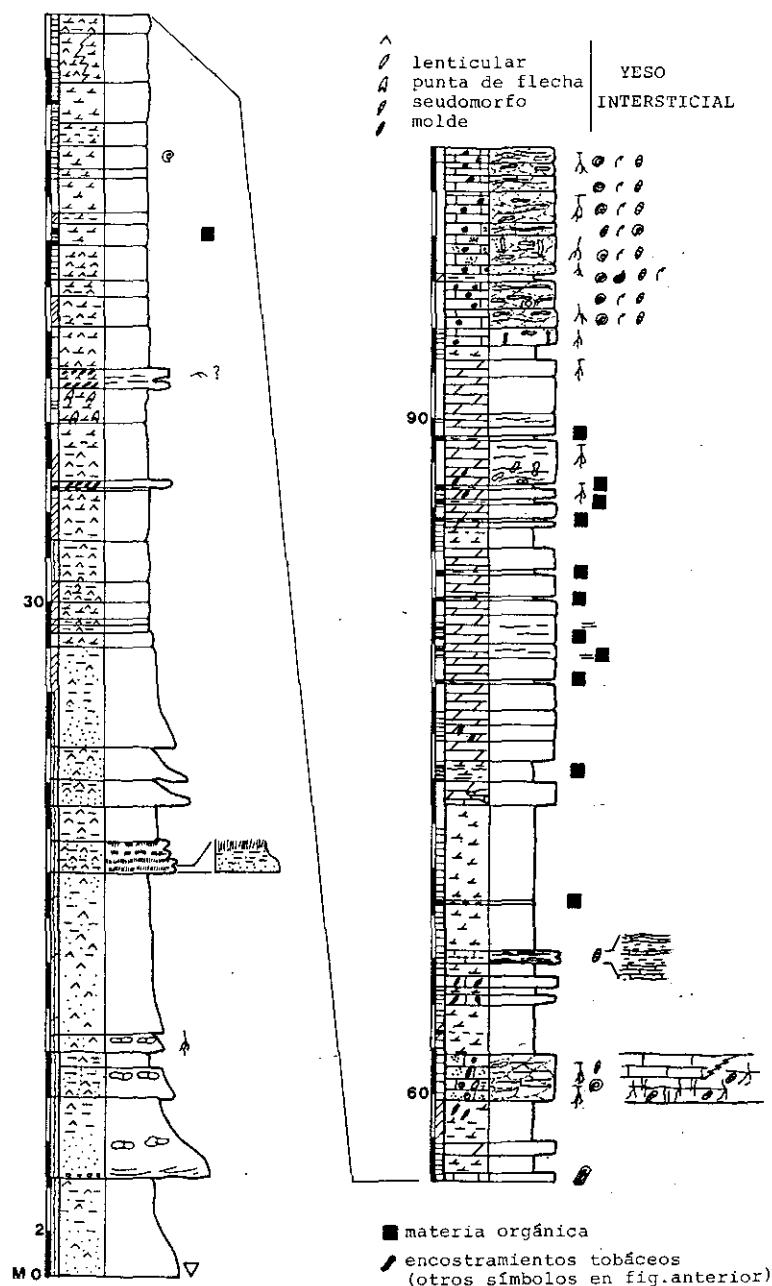 lenticular
punta de flecha
seudomorfo
molde
YESO
INTERSTICIAL
?
30
2
M 0
90
60
materia orgánica
encostramientos tobáceos
(otros símbolos en fig.anterior)